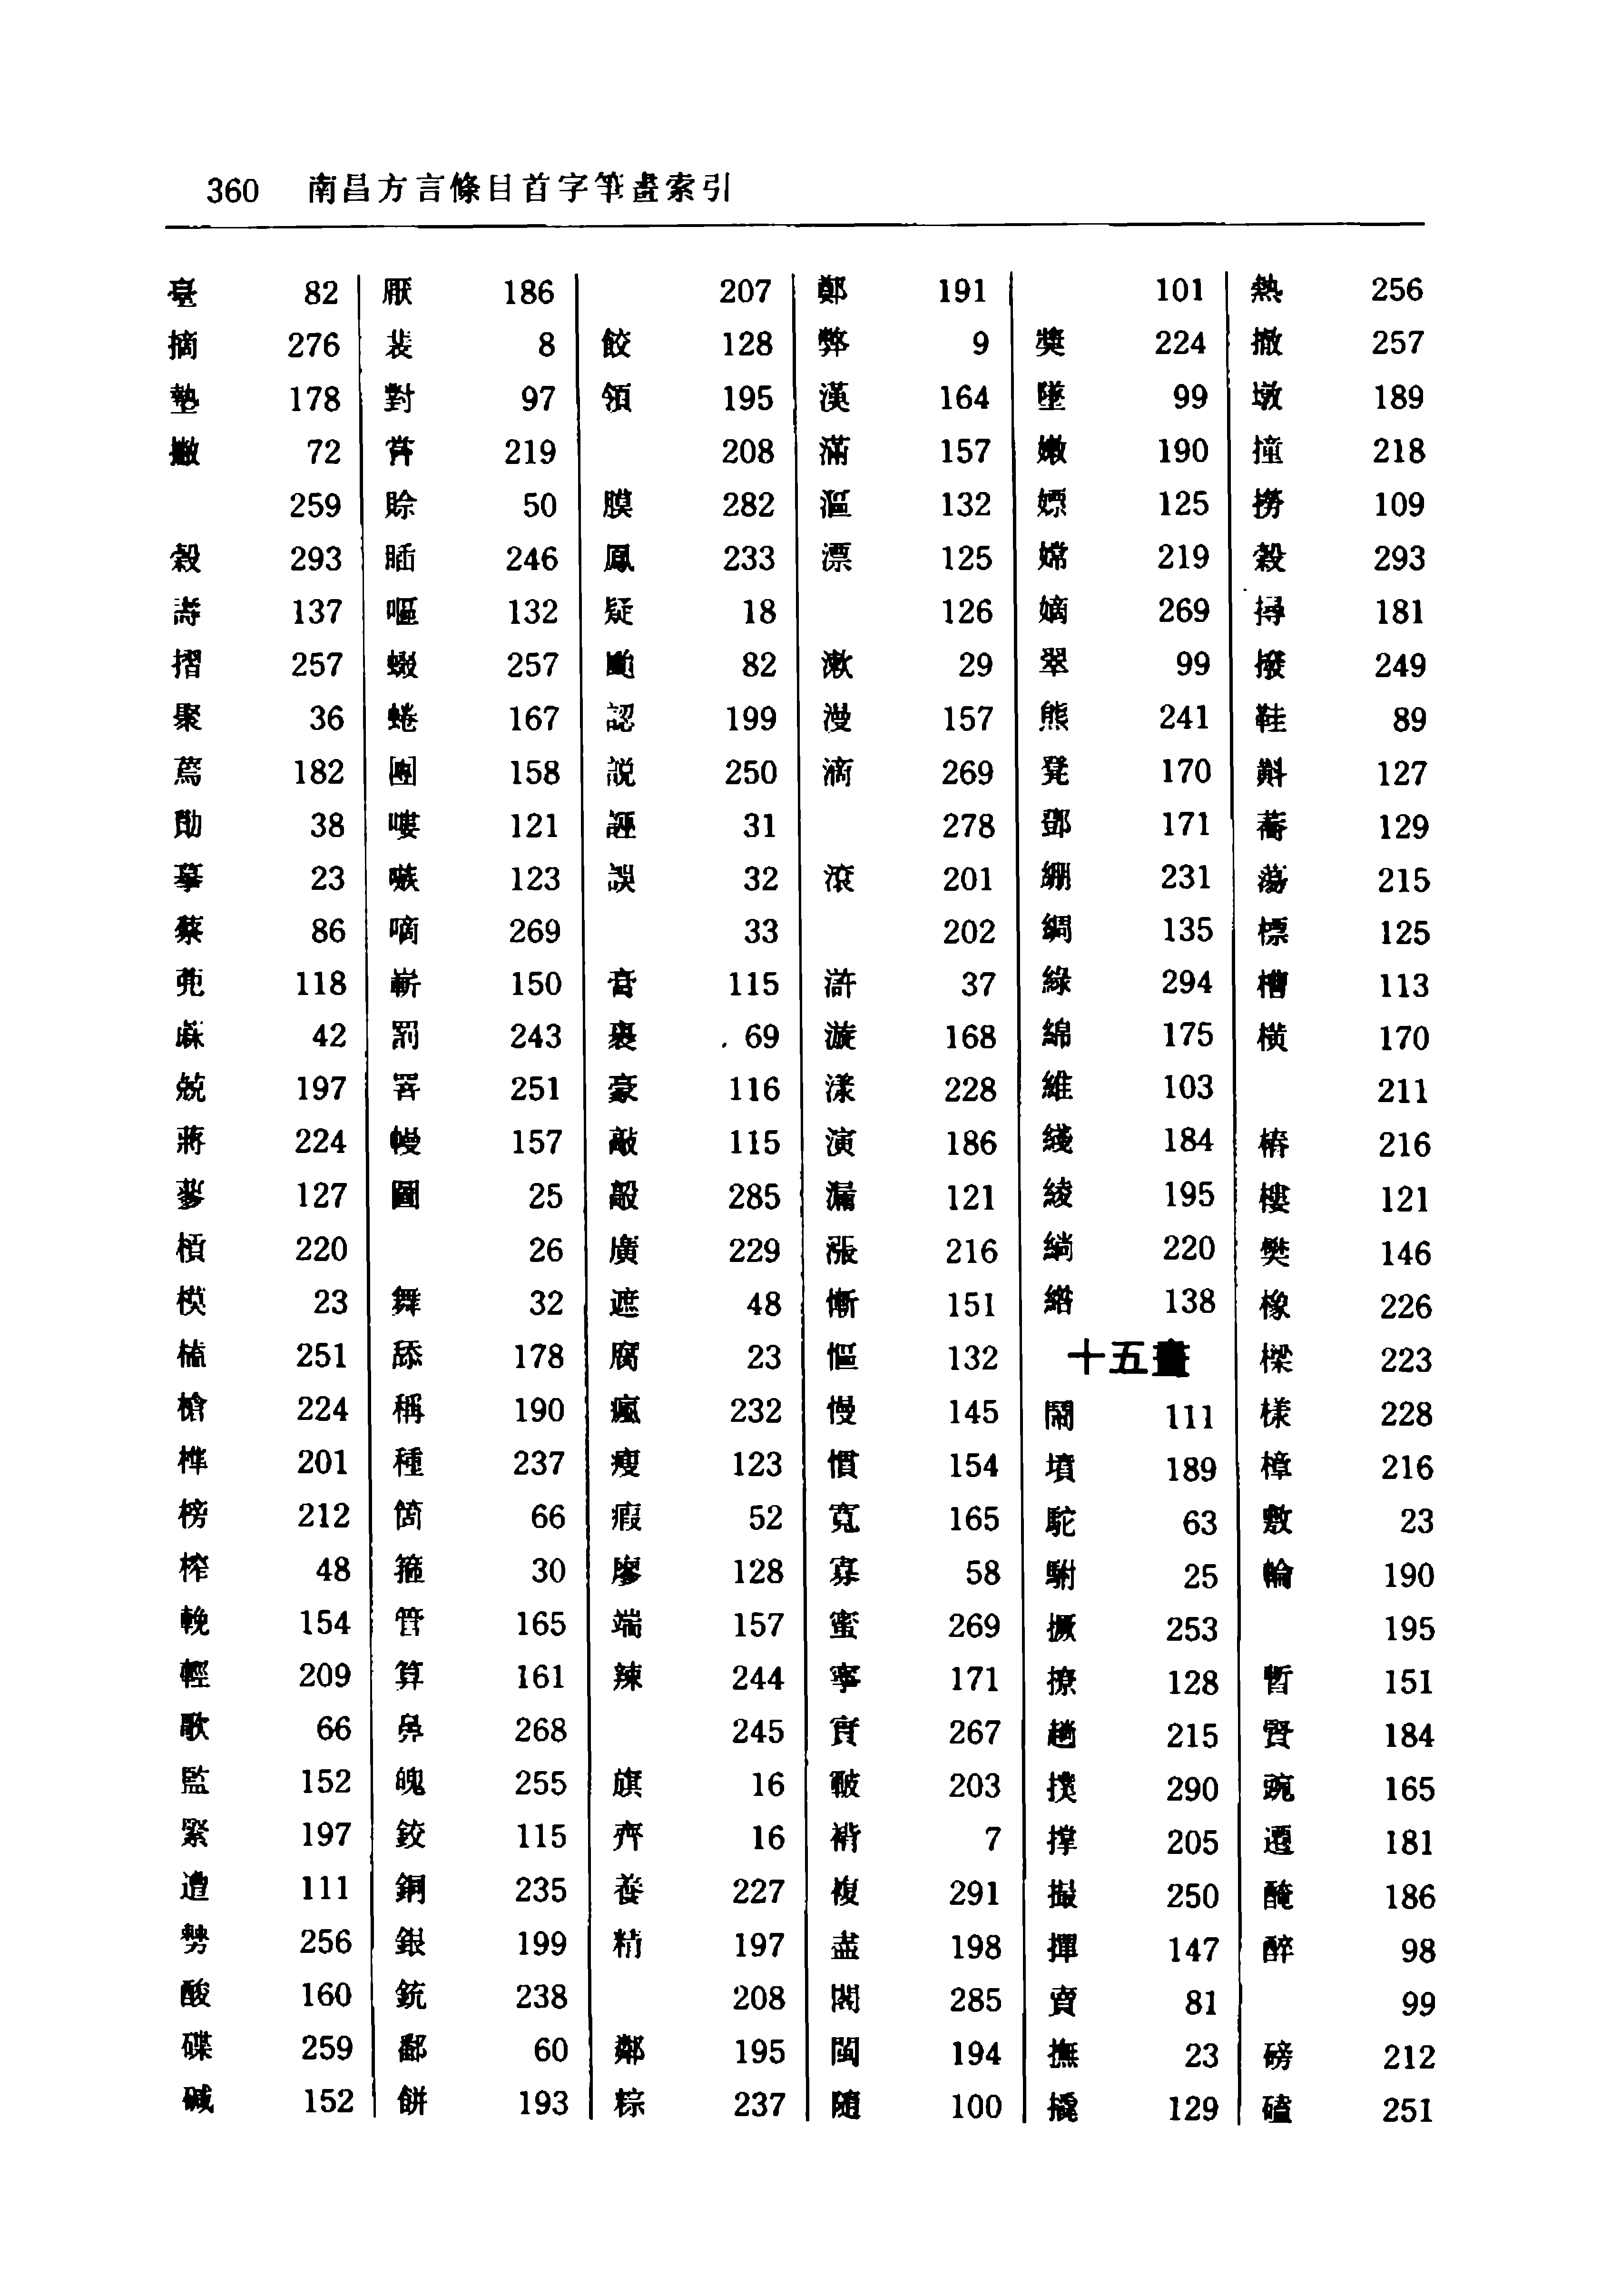 360 南昌方言條目首字筆畫索引
臺 82
摘 276
墊 178
撇 72
259
穀 293
壽 137
摺 257
聚 36
蔫 182
勩 38
摹 23
蔡 86
蔸 118
蔴 42
兢 197
蔣 224
蓼 127
槓 220
模 23
榼 251
槍 224
榫 201
榜 212
榨 48
輓 154
輕 209
歌 66
監 152
緊 197
遭 111
勢 256
酸 160
碟 259
碱 152
厭 186
裴 8
對 97
嘗 219
賒 50
246
嘔 132
257
蜷 167
團 158
嘍 121
嗾 123
嘀 269
嶄 150
罰 243
署 251
幔 157
圖 25
26
舞 32
舔 178
稱 190
種 237
箇 66
箍 30
管 165
算 161
鼻 268
魄 255
鉸 115
銅 235
銀 199
銃 238
鄱 60
餅 193
207
餃 128
領 195
208
膜 282
鳳 233
疑 18
颱 82
認 199
説 250
誣 31
誤 32
33
膏 115
裹 69
豪 116
敲 115
285
廣 229
遮 48
腐 23
瘋 232
瘦 123
瘕 52
廖 128
端 157
辣 244
245
旗 16
齊 16
養 227
精 197
208
鄰 195
粽 237
鄭 191
弊 9
漢 164
滿 157
漚 132
漂 125
126
漱 29
漫 157
滴 269
278
滾 201
202
滸 37
漩 168
漾 228
演 186
漏 121
漲 216
慚 151
慪 132
慢 145
慣 154
寬 165
寡 58
蜜 269
寧 171
實 267
皸 203
褙 7
複 291
盡 198
閣 285
閩 194
隨 100
101
獎 224
墜 99
嫩 190
嫖 125
嫦 219
嫡 269
翠 99
熊 241
凳 170
鄧 171
綳 231
綢 135
綠 294
綿 175
維 103
綫 184
綾 195
緔 220
綹 138
十五畫
鬧 111
墳 189
駝 63
駙 25
撅 253
撩 128
趟 215
撲 290
撑 205
撮 250
撣 147
賣 81
撫 23
撬 129
熱 256
撤 257
墩 189
撞 218
撈 109
穀 293
撏 181
撥 249
鞋 89
127
蕎 129
蕩 215
標 125
槽 113
横 170
211
樁 216
樓 121
樊 146
橡 226
樑 223
樣 228
樟 216
敷 23
輪 190
195
暫 151
賢 184
豌 165
遷 181
醃 186
醉 98
99
磅 212
磕 251